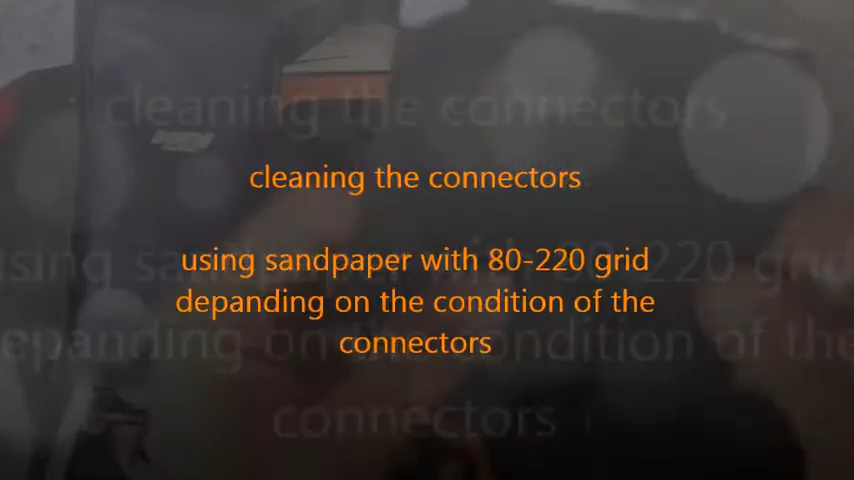 cleaning the connectors
using sandpaper with 80-220 grid
depanding on the condition of the
connectors